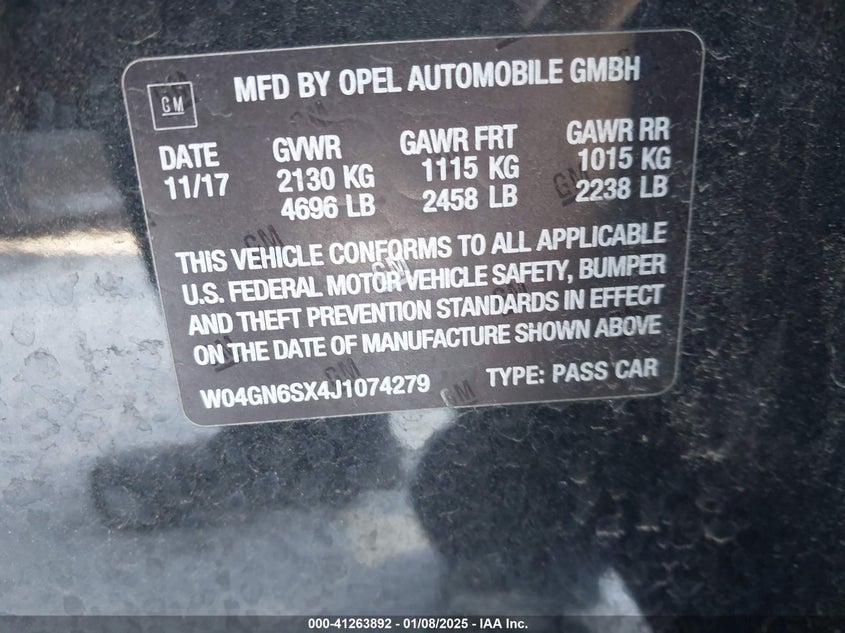 GM
MFD BY OPEL AUTOMOBILE GMBH
DATE GVWR GAWR FRT GAWR RR
11/17 2130 KG 1115 KG 1015 KG
4696 LB 2458 LB 2238 LB
THIS VEHICLE CONFORMS TO ALL APPLICABLE
U.S. FEDERAL MOTOR VEHICLE SAFETY, BUMPER
AND THEFT PREVENTION STANDARDS IN EFFECT
ON THE DATE OF MANUFACTURE SHOWN ABOVE
W04GN6SX4J1074279 TYPE: PASS CAR
000-41263892 - 01/08/2025 - IAA Inc.